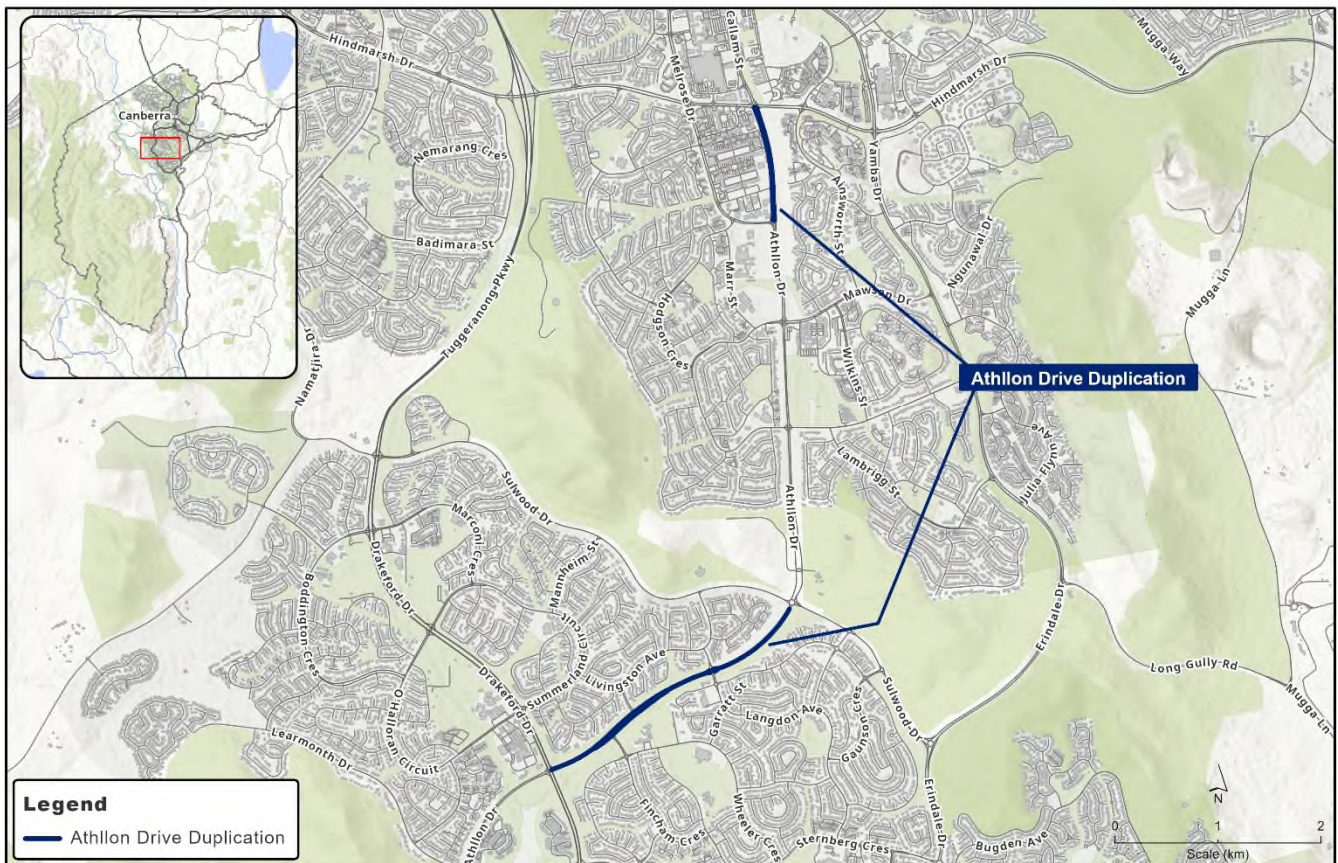 Canberra
Hindmarsh-Dr
Callam-St
Melrose-Dr
Mugga-Way
Hindmarsh-Dr
Nemarang Cres
Yamba-Dr
Ainsworth-St
Badimara-St
Athllon-Dr
Ngunawal-Dr
Marr-St
Mawson-Dr
Mugga-Ln
Hodgson-Cres
Tuggeranong-Pkwy
Namatjira-Dr
Wilkins-St
Athllon Drive Duplication
Julia-Flynn Ave
Lambrigg-St
Sulwood-Dr
Athllon-Dr
Marconi-Cres
Mannheim-St
Drakeford-Dr
Boddington Cres
Erindale-Dr
Summerland-Circuit
Livingston-Ave
Long-Gully-Rd
O'Halloran Circuit
Drakeford-Dr
Garratt-St
Langdon-Ave
Gaunson-Cres
Sulwood-Dr
Mugga-Ln
Learmonth-Dr
Legend
Athllon Drive Duplication
Athllon-Dr
Fincham-Cres
Wheeler-Cres
Sternberg-Cres
Erindale-Dr
Bugden-Ave
N
0 1 2
Scale (km)